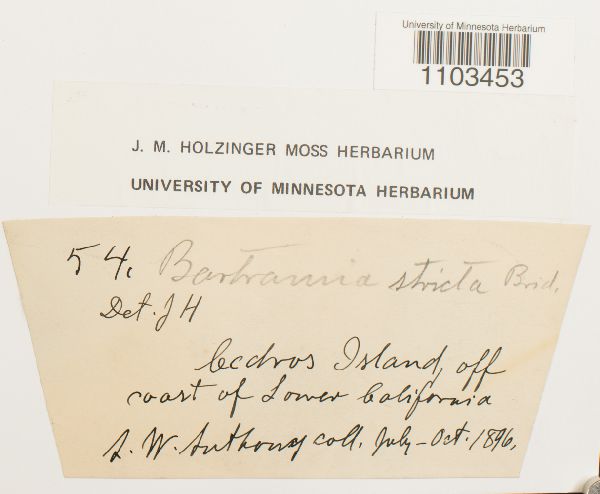 University of Minnesota Herbarium
1103453
J. M. HOLZINGER MOSS HERBARIUM
UNIVERSITY OF MINNESOTA HERBARIUM
54. Bartramia stricta Brid.
Det. J H
Cedros Island, off
coast of Lower California
A. W. Anthony coll. July-Oct. 1896.